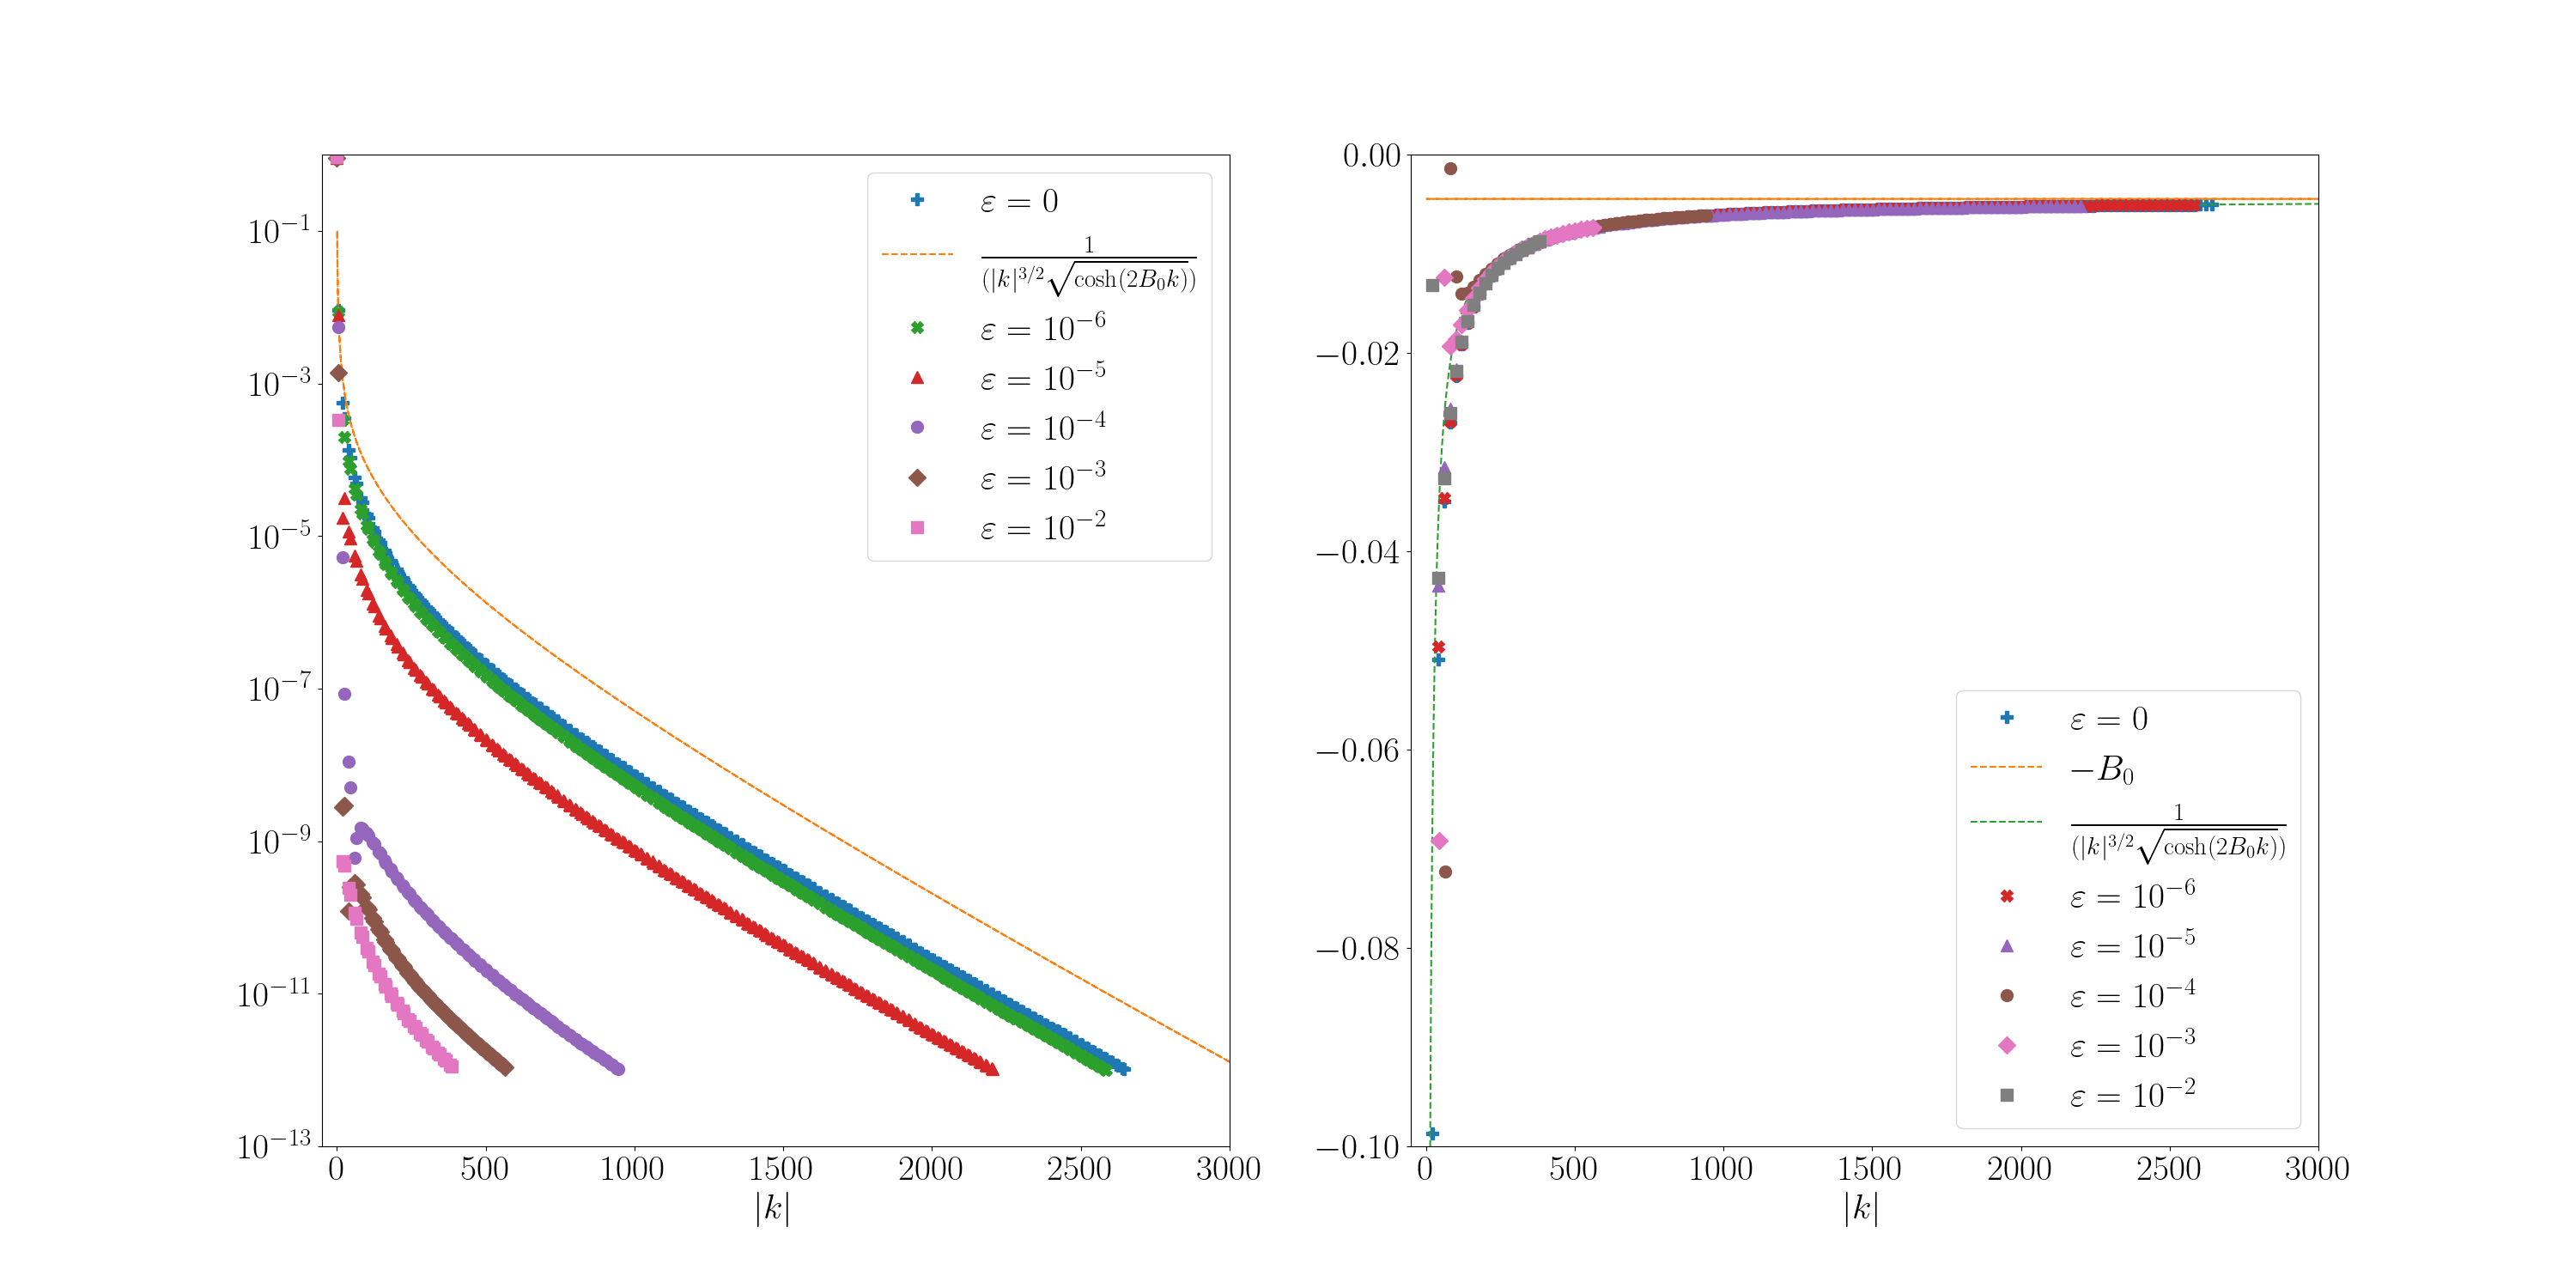 10⁻¹
10⁻³
10⁻⁵
10⁻⁷
10⁻⁹
10⁻¹¹
10⁻¹³
0 500 1000 1500 2000 2500 3000
|k|
ε = 0
1/(|k|^{3/2}√cosh(2B₀k))
ε = 10⁻⁶
ε = 10⁻⁵
ε = 10⁻⁴
ε = 10⁻³
ε = 10⁻²
0.00
−0.02
−0.04
−0.06
−0.08
−0.10
0 500 1000 1500 2000 2500 3000
|k|
ε = 0
−B₀
1/(|k|^{3/2}√cosh(2B₀k))
ε = 10⁻⁶
ε = 10⁻⁵
ε = 10⁻⁴
ε = 10⁻³
ε = 10⁻²